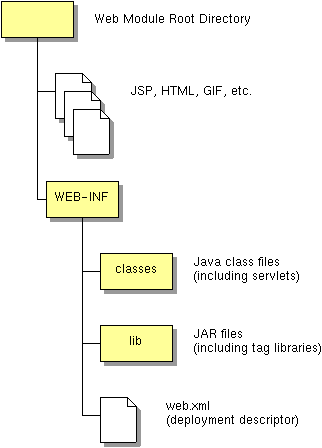 Web Module Root Directory
JSP, HTML, GIF, etc.
WEB-INF
classes
Java class files
(including servlets)
lib
JAR files
(including tag libraries)
web.xml
(deployment descriptor)